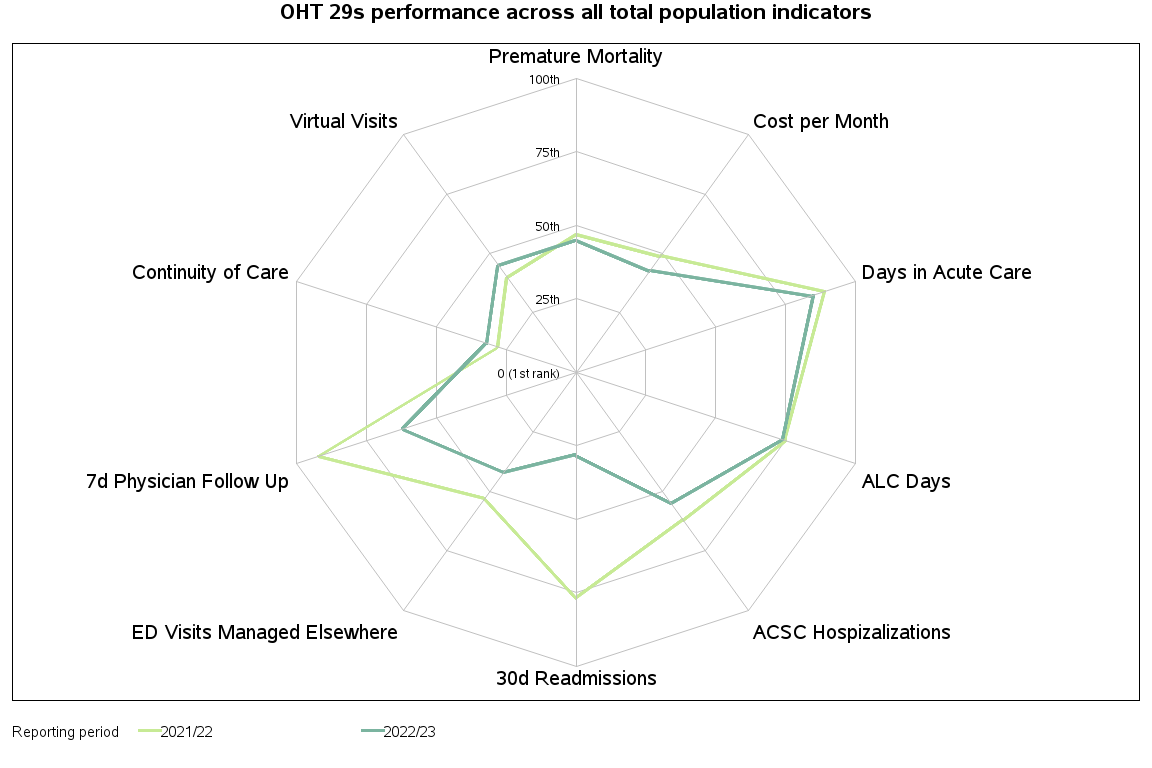 OHT 29s performance across all total population indicators
Premature Mortality
100th
Virtual Visits
Cost per Month
75th
50th
Continuity of Care
Days in Acute Care
25th
0 (1st rank)
7d Physician Follow Up
ALC Days
ED Visits Managed Elsewhere
ACSC Hospizalizations
30d Readmissions
Reporting period 2021/22 2022/23